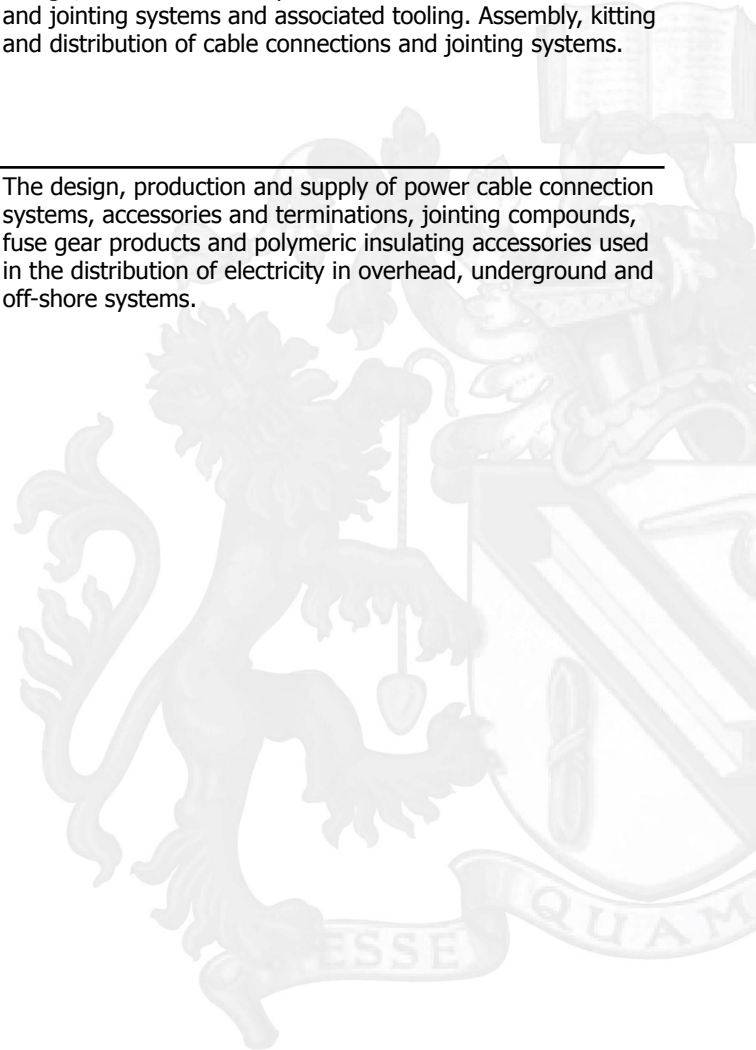 and jointing systems and associated tooling. Assembly, kitting
and distribution of cable connections and jointing systems.
The design, production and supply of power cable connection
systems, accessories and terminations, jointing compounds,
fuse gear products and polymeric insulating accessories used
in the distribution of electricity in overhead, underground and
off-shore systems.
ESSE QUAM